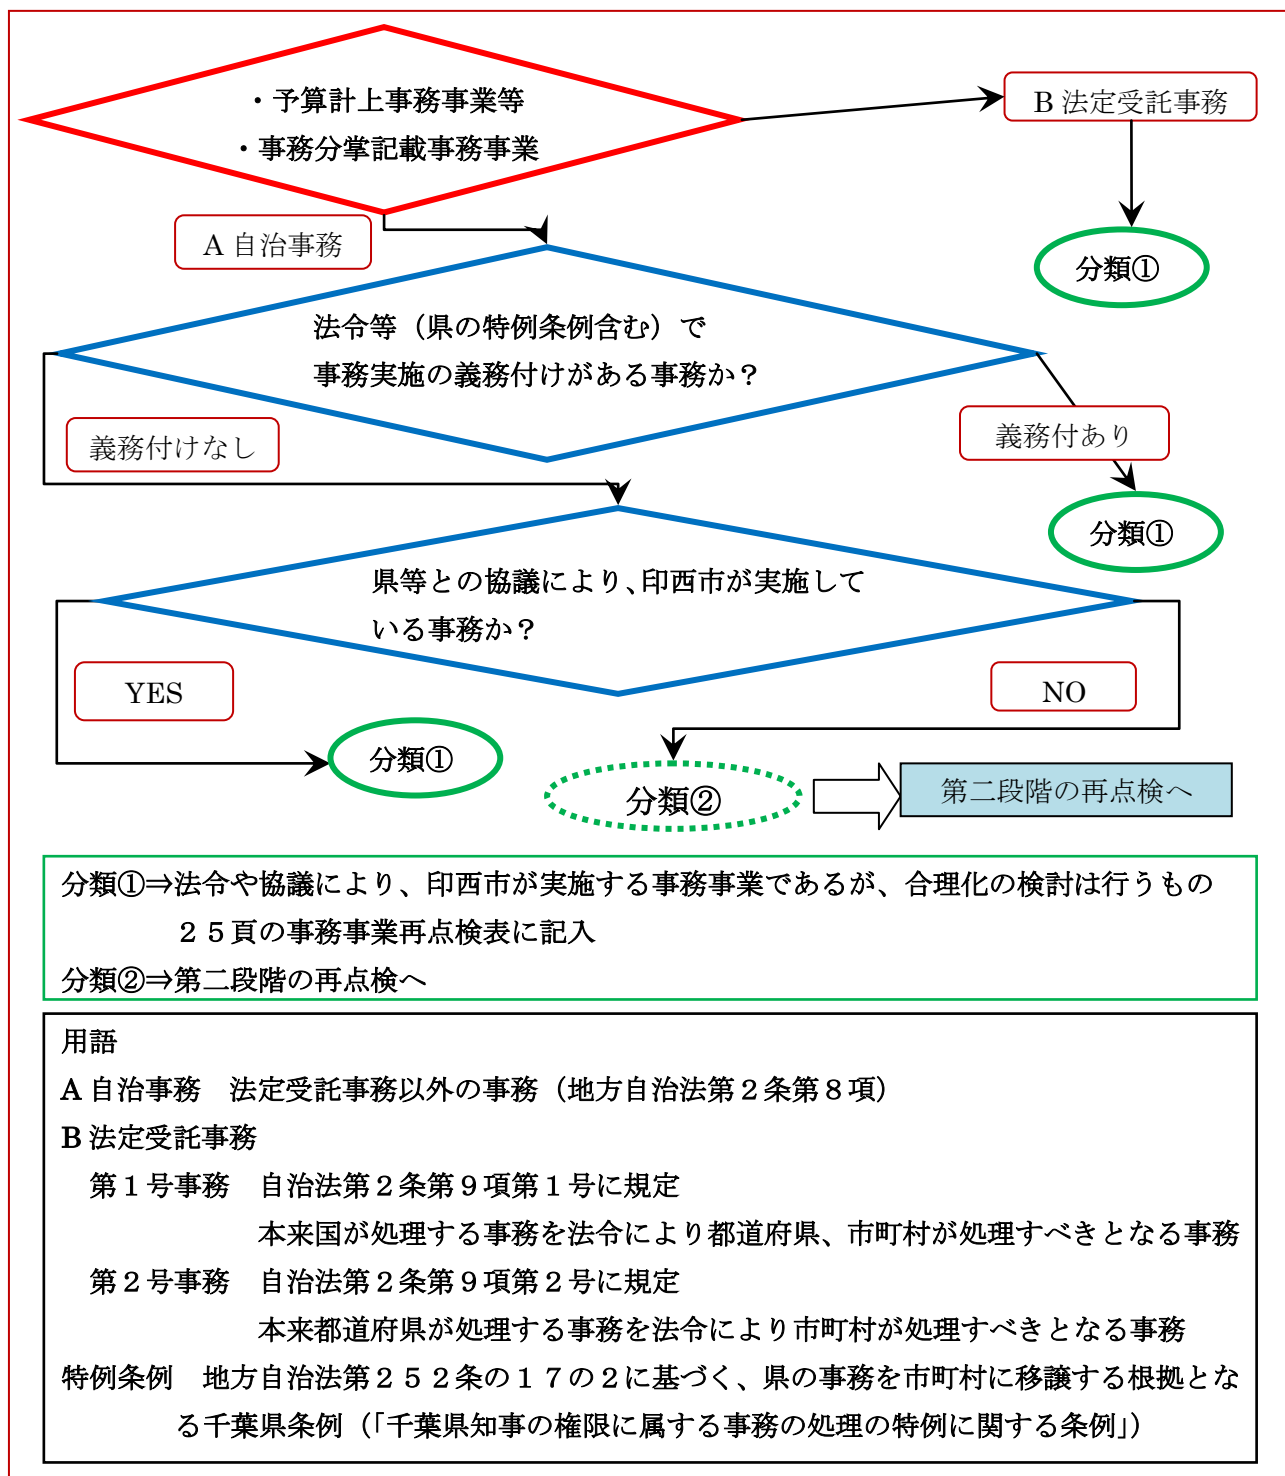 ・予算計上事務事業等
・事務分掌記載事務事業
B 法定受託事務
分類①
A 自治事務
法令等（県の特例条例含む）で
事務実施の義務付けがある事務か？
義務付けなし
義務付あり
分類①
県等との協議により、印西市が実施して
いる事務か？
YES
NO
分類①
分類②
第二段階の再点検へ
分類①⇒法令や協議により、印西市が実施する事務事業であるが、合理化の検討は行うもの
２５頁の事務事業再点検表に記入
分類②⇒第二段階の再点検へ
用語
A 自治事務　法定受託事務以外の事務（地方自治法第２条第８項）
B 法定受託事務
第１号事務　自治法第２条第９項第１号に規定
本来国が処理する事務を法令により都道府県、市町村が処理すべきとなる事務
第２号事務　自治法第２条第９項第２号に規定
本来都道府県が処理する事務を法令により市町村が処理すべきとなる事務
特例条例　地方自治法第２５２条の１７の２に基づく、県の事務を市町村に移譲する根拠とな
る千葉県条例（「千葉県知事の権限に属する事務の処理の特例に関する条例」）